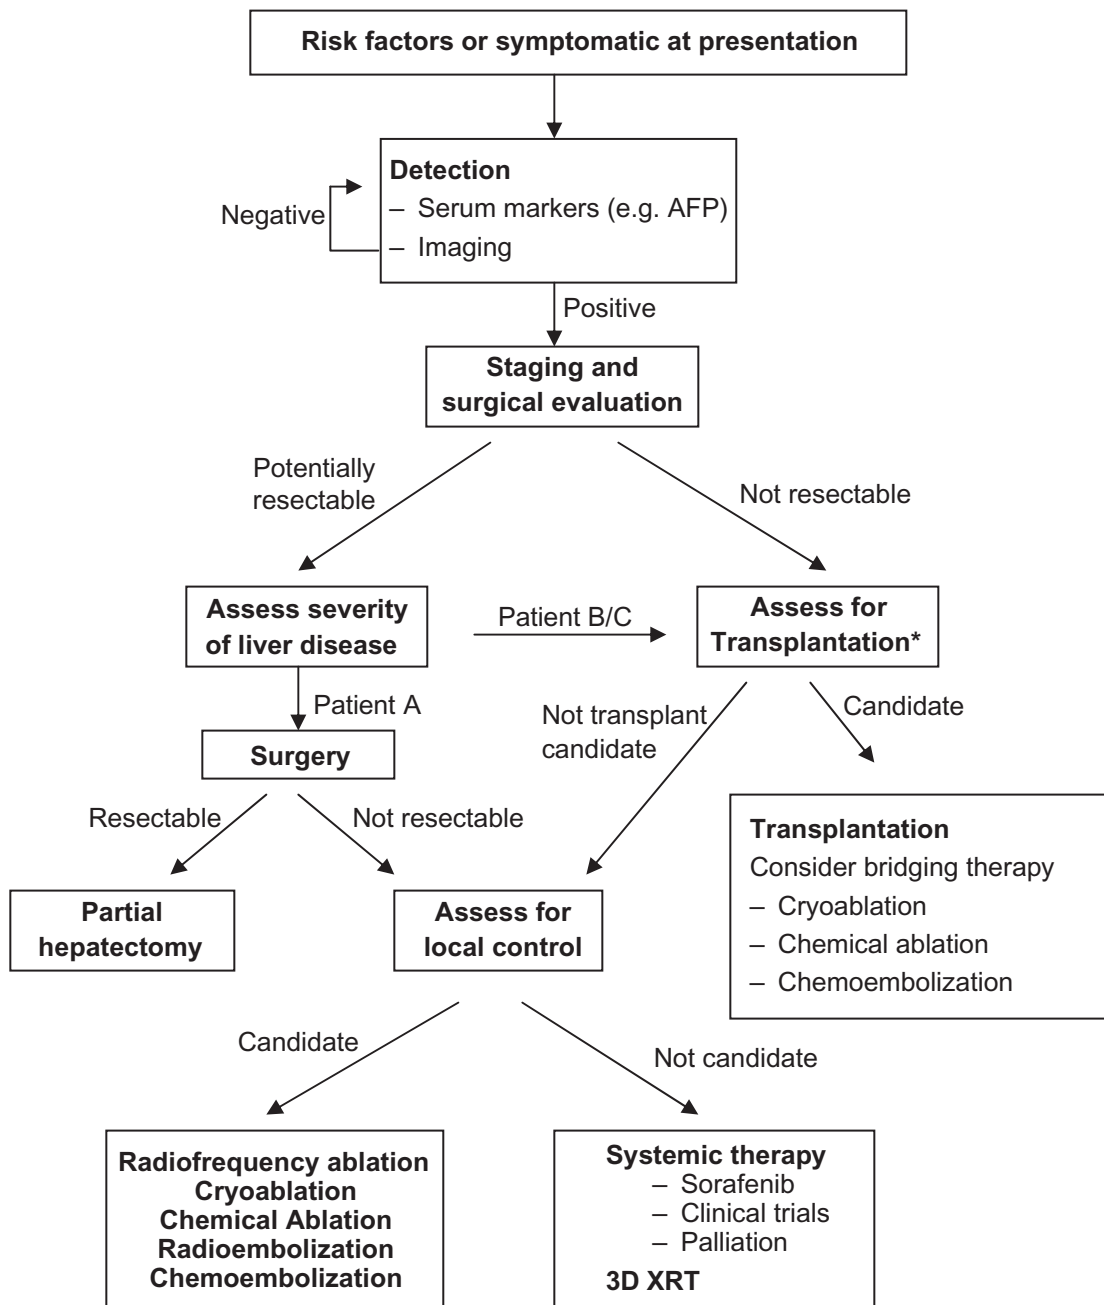 Risk factors or symptomatic at presentation
Detection
– Serum markers (e.g. AFP)
– Imaging
Negative
Positive
Staging and
surgical evaluation
Potentially
resectable
Not resectable
Assess severity
of liver disease
Patient B/C
Assess for
Transplantation*
Patient A
Not transplant
candidate
Candidate
Surgery
Resectable
Not resectable
Transplantation
Consider bridging therapy
– Cryoablation
– Chemical ablation
– Chemoembolization
Partial
hepatectomy
Assess for
local control
Candidate
Not candidate
Radiofrequency ablation
Cryoablation
Chemical Ablation
Radioembolization
Chemoembolization
Systemic therapy
– Sorafenib
– Clinical trials
– Palliation
3D XRT